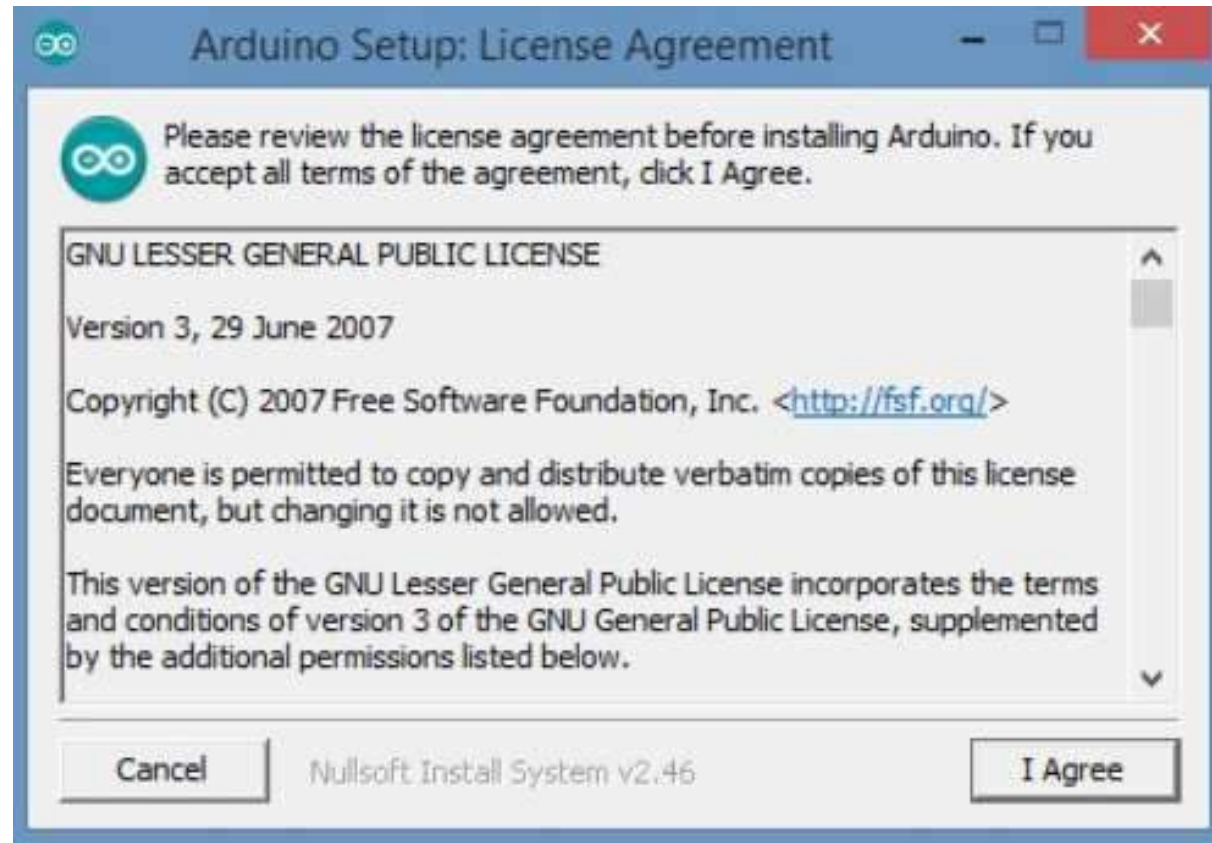 Arduino Setup: License Agreement
Please review the license agreement before installing Arduino. If you
accept all terms of the agreement, click I Agree.
GNU LESSER GENERAL PUBLIC LICENSE
Version 3, 29 June 2007
Copyright (C) 2007 Free Software Foundation, Inc. <http://fsf.org/>
Everyone is permitted to copy and distribute verbatim copies of this license
document, but changing it is not allowed.
This version of the GNU Lesser General Public License incorporates the terms
and conditions of version 3 of the GNU General Public License, supplemented
by the additional permissions listed below.
Cancel
Nullsoft Install System v2.46
I Agree